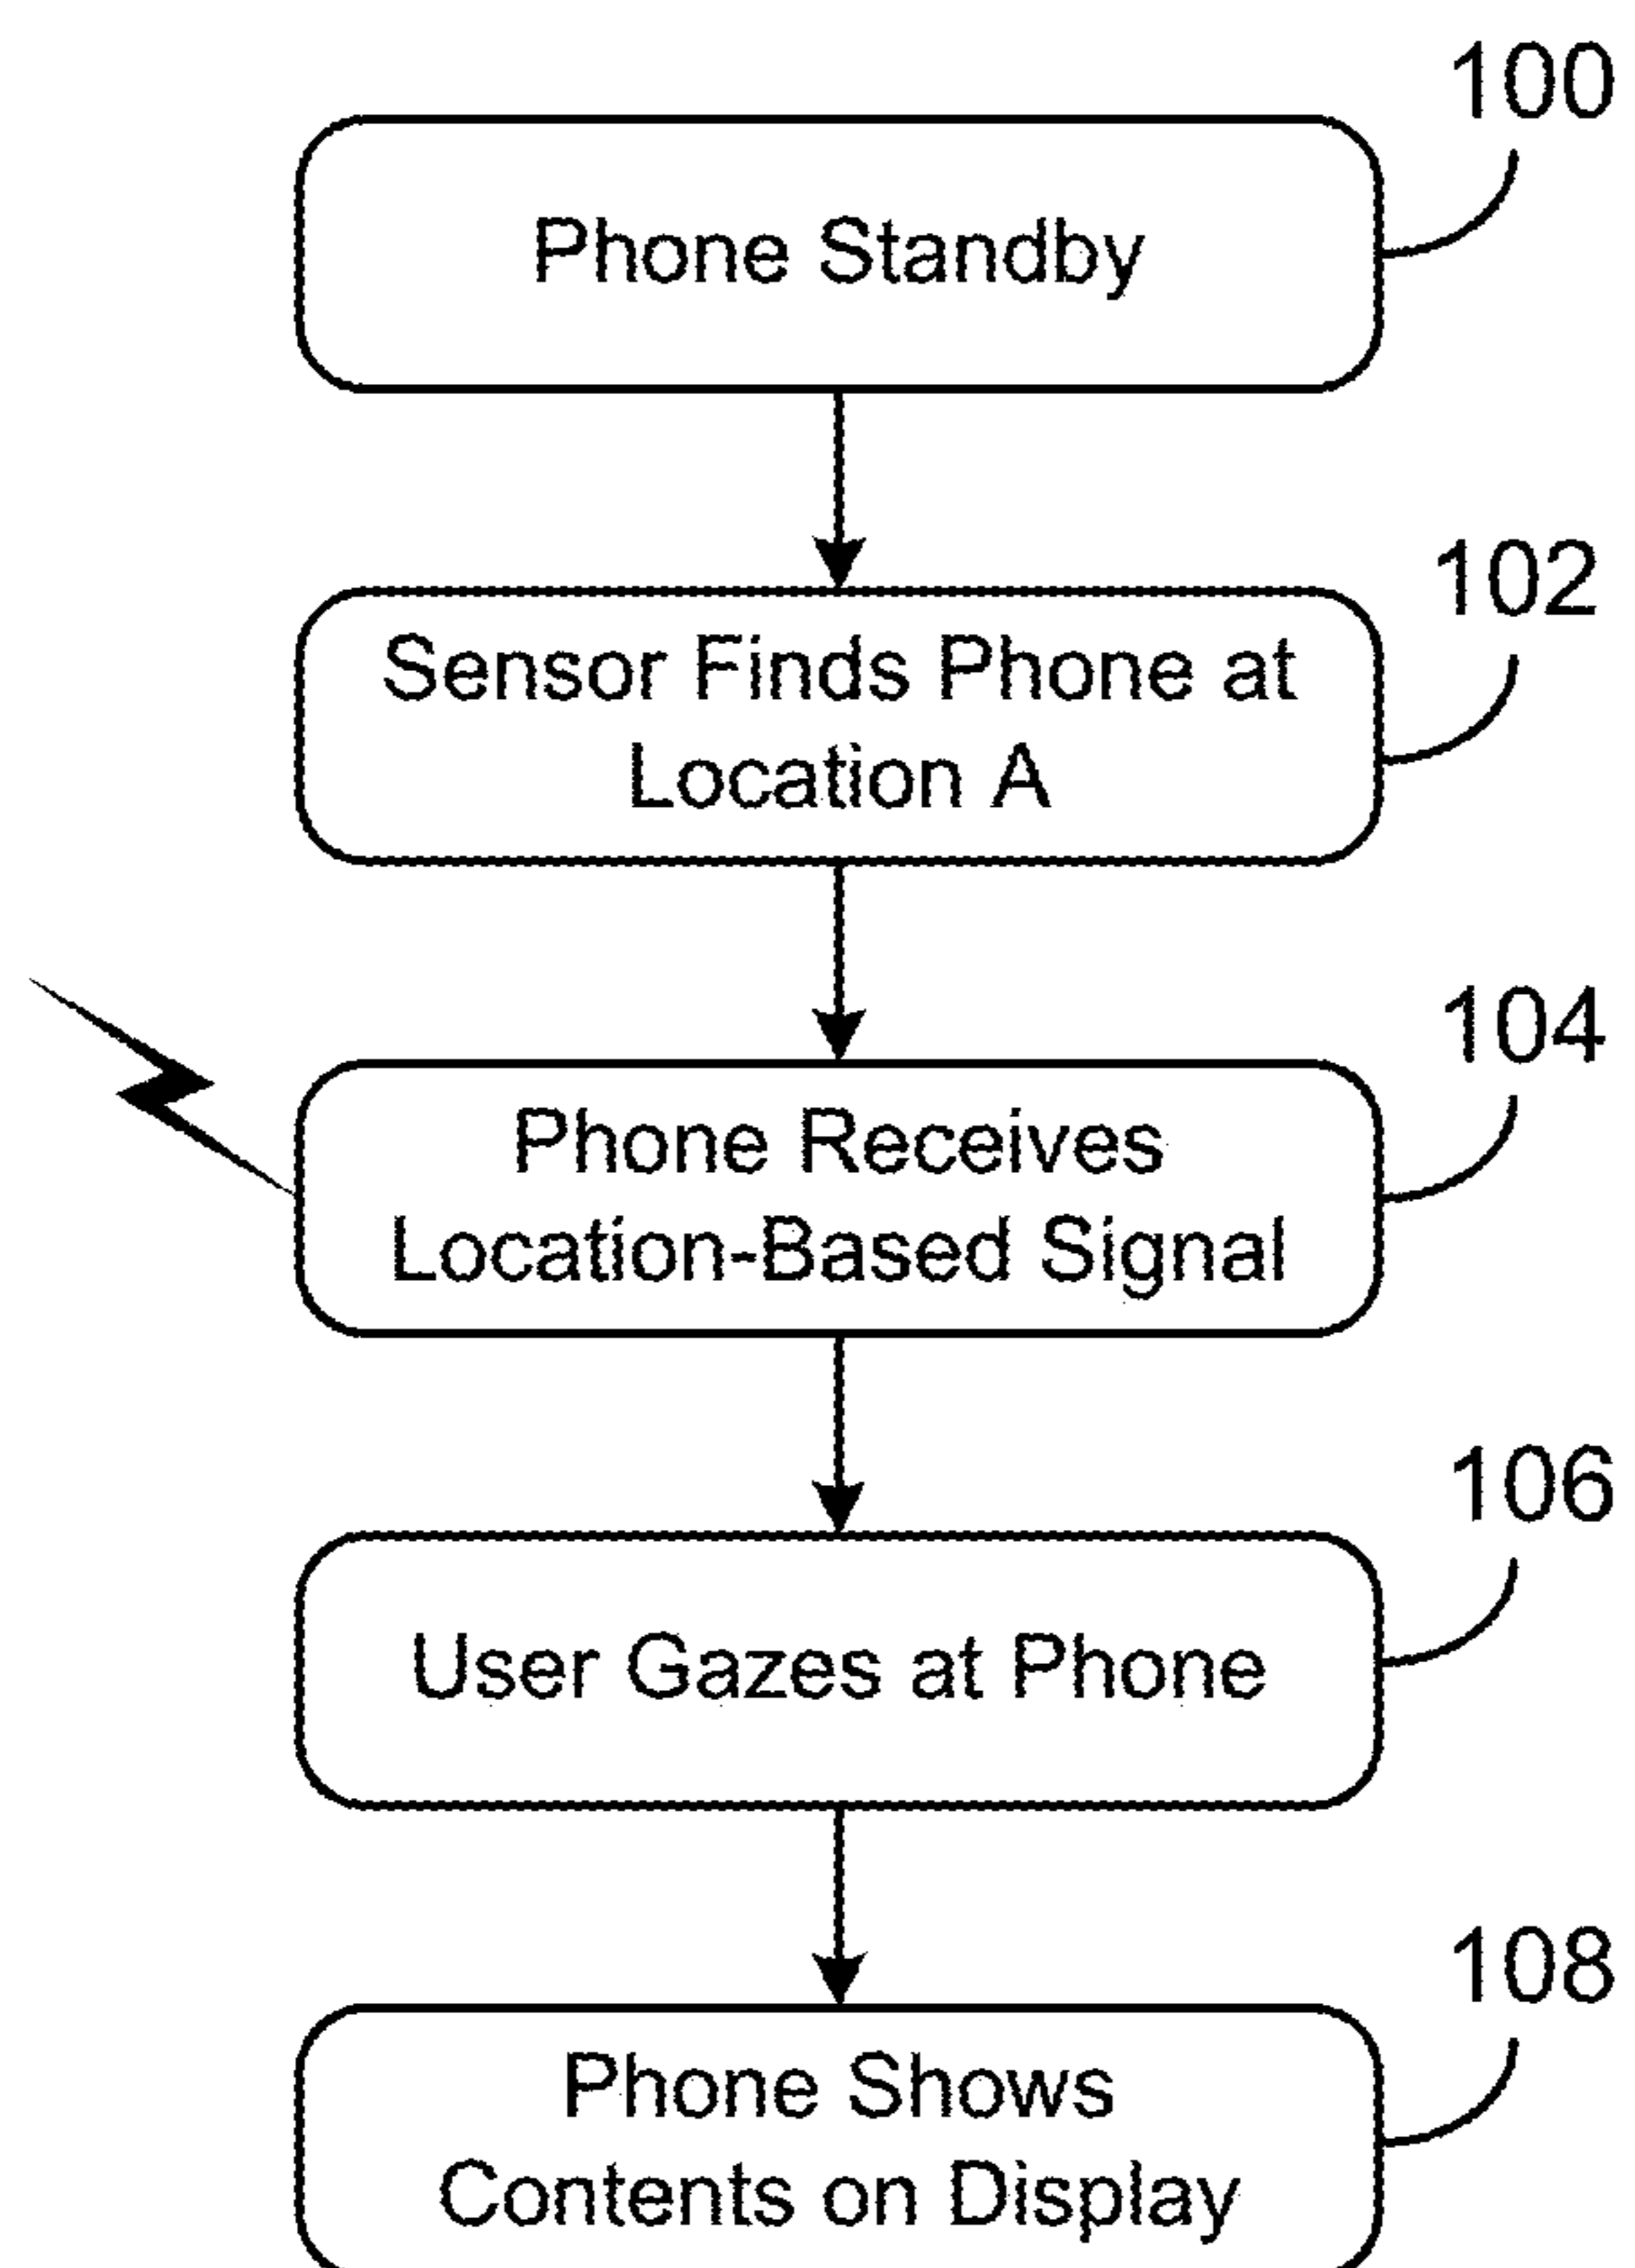 100
Phone Standby
102
Sensor Finds Phone at
Location A
104
Phone Receives
Location-Based Signal
106
User Gazes at Phone
108
Phone Shows
Contents on Display